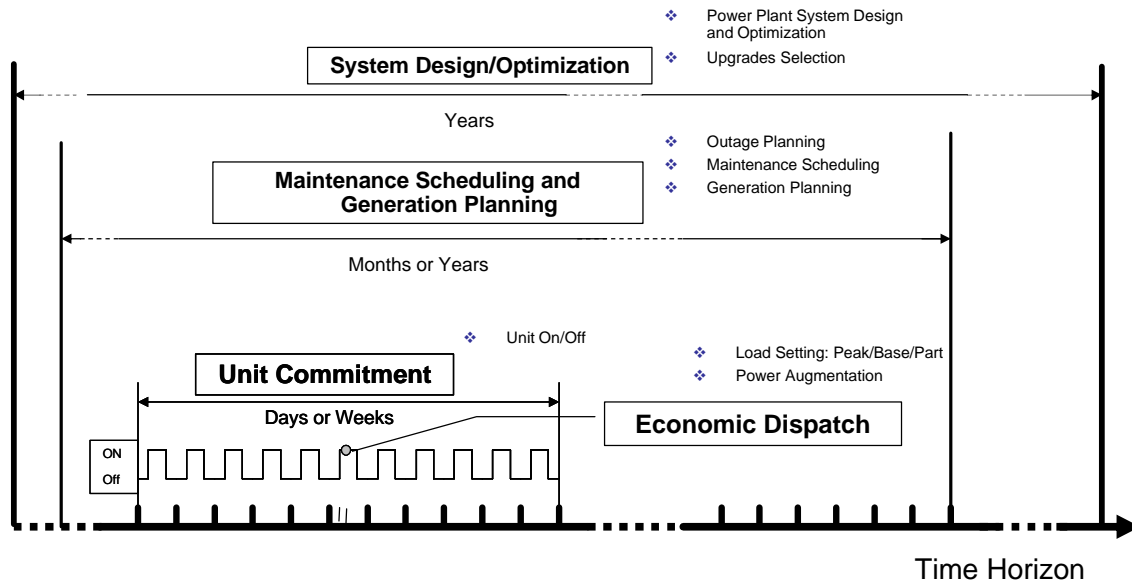 Power Plant System Design
and Optimization
System Design/Optimization
Upgrades Selection
Years
Outage Planning
Maintenance Scheduling and
Generation Planning
Maintenance Scheduling
Generation Planning
Months or Years
Unit On/Off
Load Setting: Peak/Base/Part
Unit Commitment
Power Augmentation
Days or Weeks
Economic Dispatch
ON
Off
Time Horizon